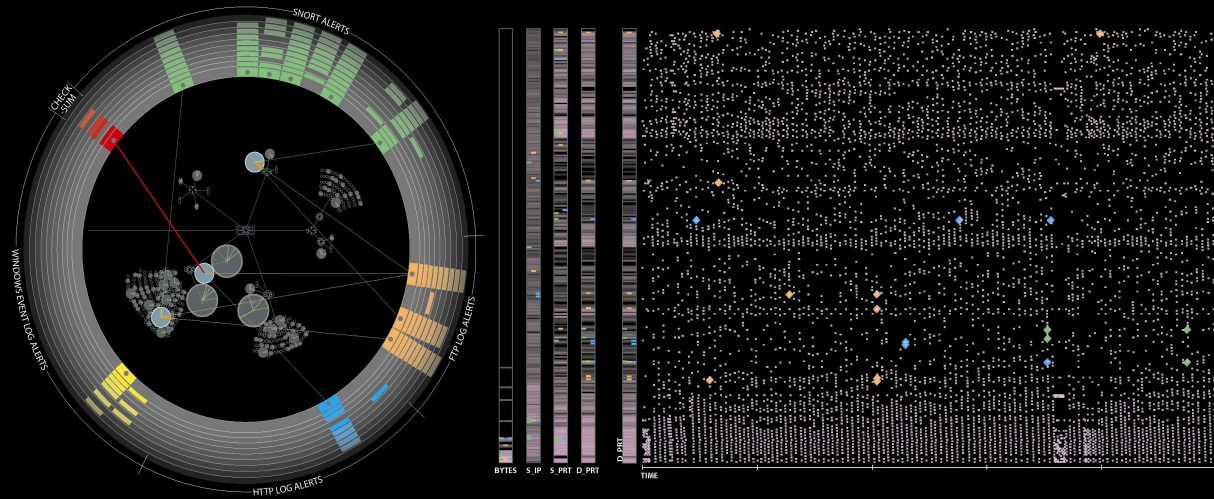 SNORT ALERTS
CHECK
SUM
WINDOWS EVENT LOG ALERTS
FTP LOG ALERTS
HTTP LOG ALERTS
BYTES
S_IP
S_PRT
D_PRT
D_PRT
TIME